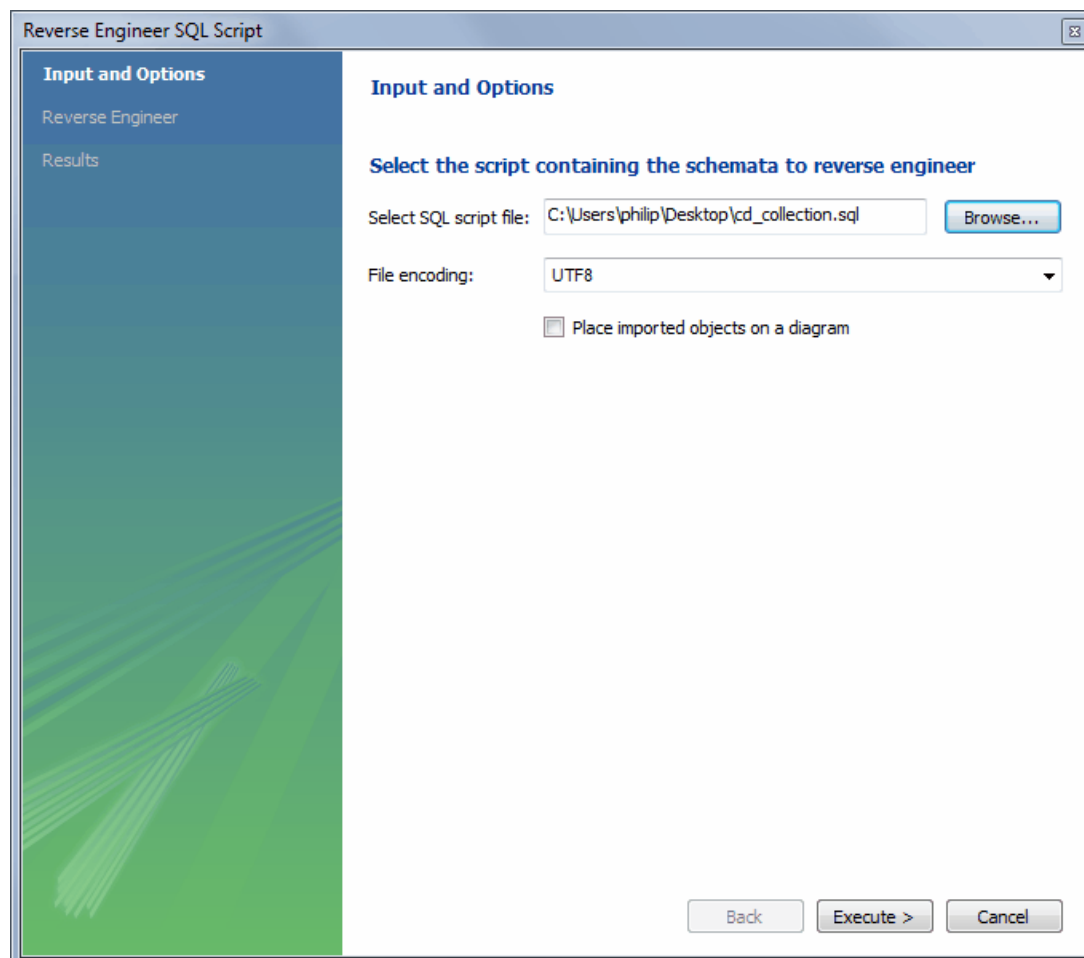 Reverse Engineer SQL Script
Input and Options
Reverse Engineer
Results
Input and Options
Select the script containing the schemata to reverse engineer
Select SQL script file: C:\Users\philip\Desktop\cd_collection.sql Browse...
File encoding: UTF8
Place imported objects on a diagram
Back Execute > Cancel